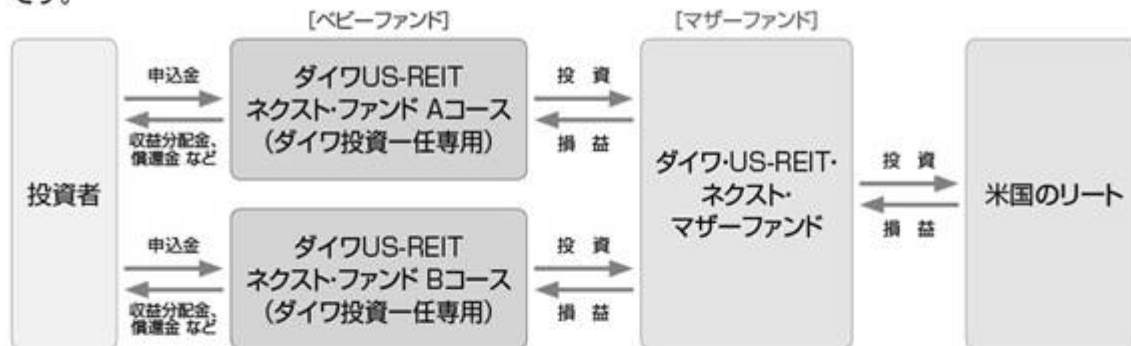 です。
[ベビーファンド]
[マザーファンド]
投資者
申込金
収益分配金、
償還金 など
ダイワUS-REIT
ネクスト・ファンド Aコース
(ダイワ投資一任専用)
投 資
損 益
申込金
収益分配金、
償還金 など
ダイワUS-REIT
ネクスト・ファンド Bコース
(ダイワ投資一任専用)
投 資
損 益
ダイワ・US-REIT・
ネクスト・
マザーファンド
投 資
損 益
米国のリート